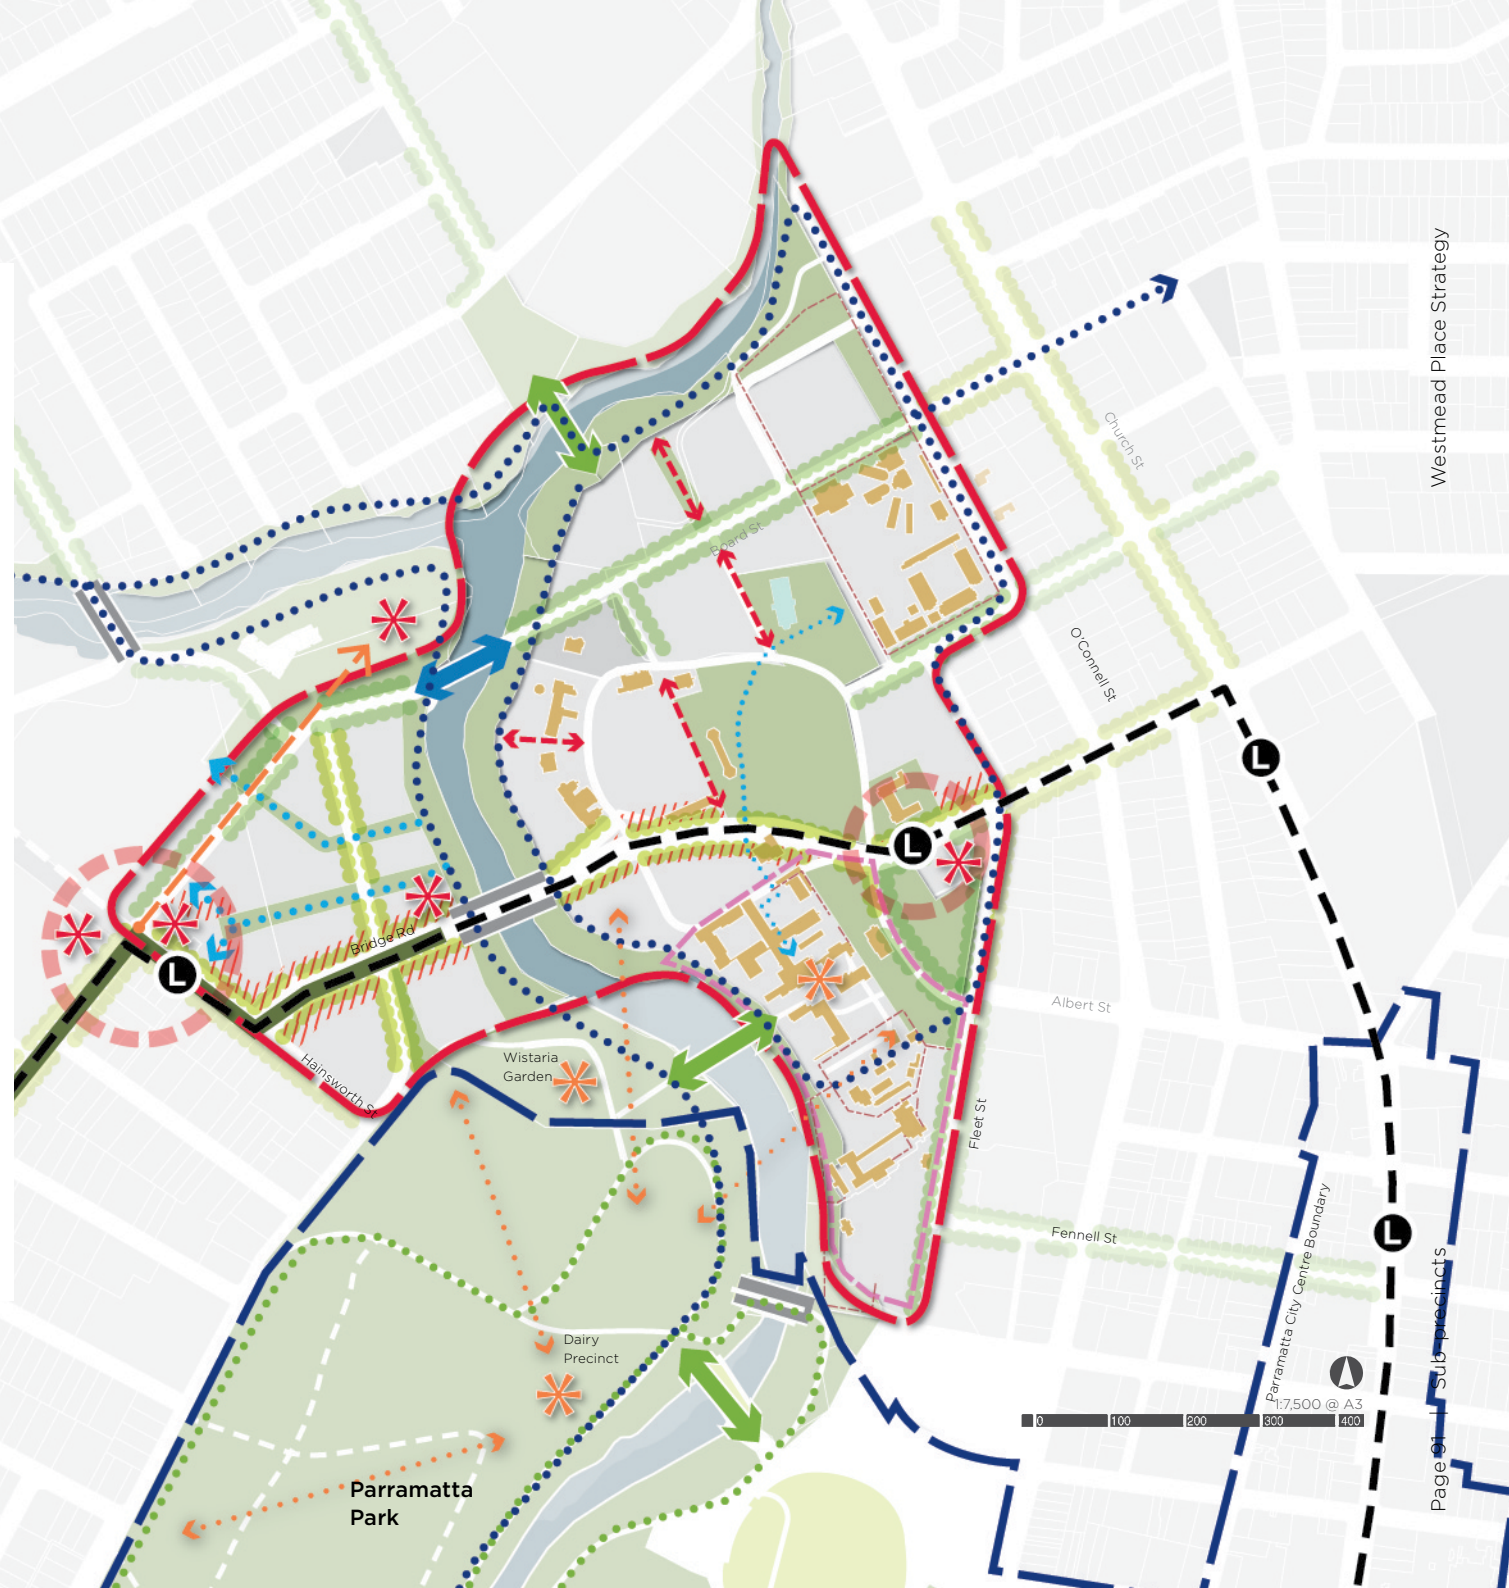 Westmead Place Strategy
Church St
Board St
O'Connell St
L
L
Bridge Rd
L
Albert St
Hainsworth St
Wistaria
Garden
Fleet St
Fennell St
L
Parramatta City Centre Boundary
Dairy
Precinct
1:7,500 @ A3
0 100 200 300 400
Parramatta
Park
Page 91 | Sub-precincts